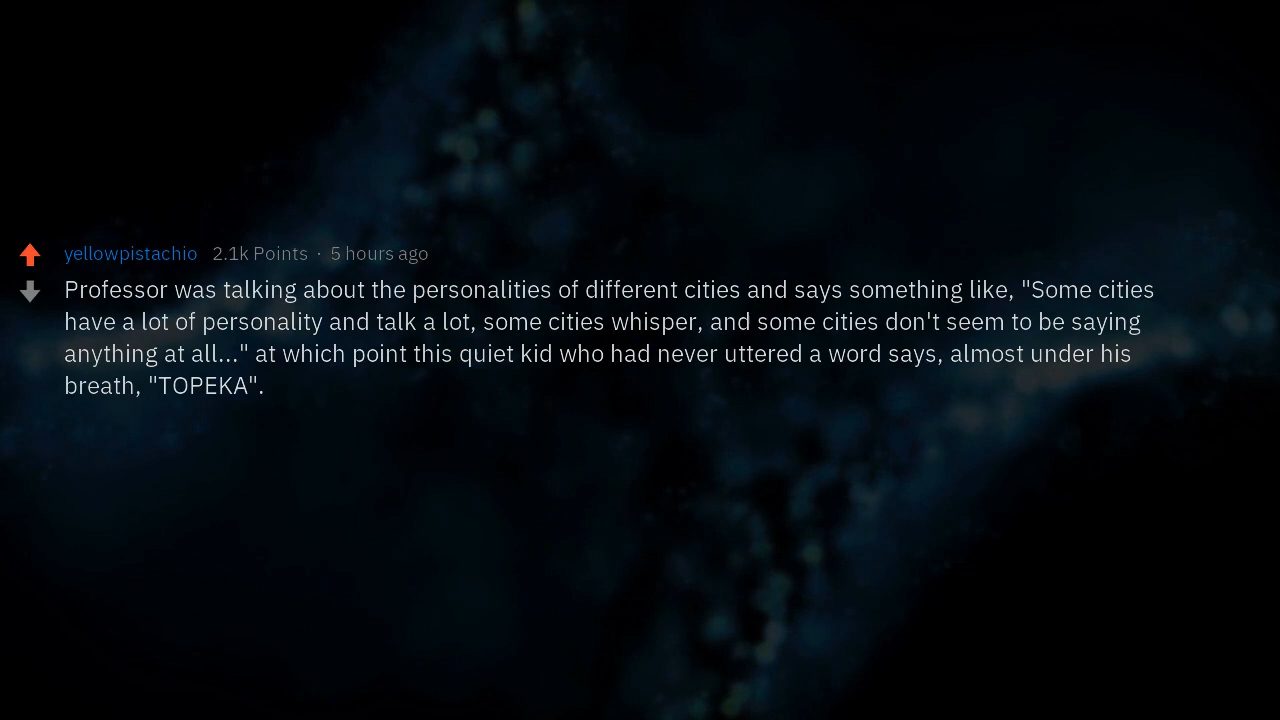 yellowpistachio 2.1k Points · 5 hours ago
Professor was talking about the personalities of different cities and says something like, "Some cities
have a lot of personality and talk a lot, some cities whisper, and some cities don't seem to be saying
anything at all..." at which point this quiet kid who had never uttered a word says, almost under his
breath, "TOPEKA".